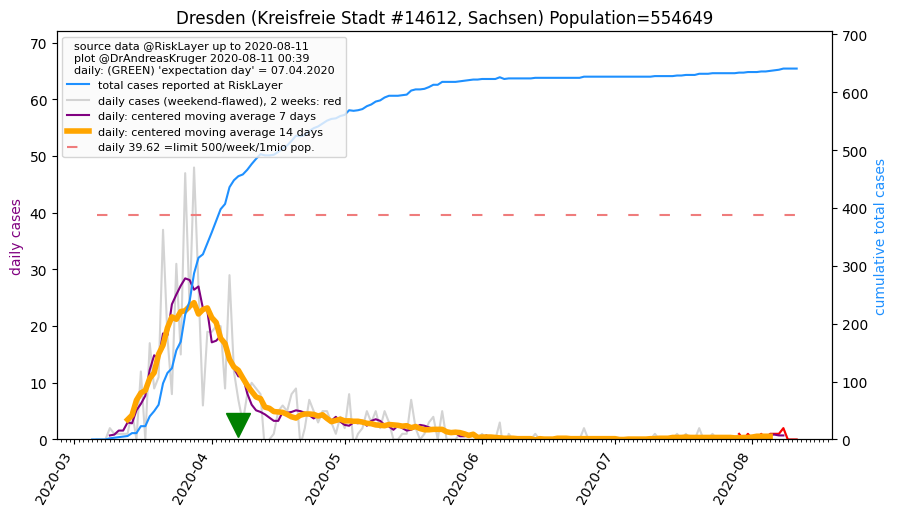 Dresden (Kreisfreie Stadt #14612, Sachsen) Population=554649
source data @RiskLayer up to 2020-08-11
plot @DrAndreasKruger 2020-08-11 00:39
daily: (GREEN) 'expectation day' = 07.04.2020
total cases reported at RiskLayer
daily cases (weekend-flawed), 2 weeks: red
daily: centered moving average 7 days
daily: centered moving average 14 days
daily 39.62 =limit 500/week/1mio pop.
daily cases
70
60
50
40
30
20
10
0
700
600
500
400
300
200
100
0
cumulative total cases
2020-03
2020-04
2020-05
2020-06
2020-07
2020-08